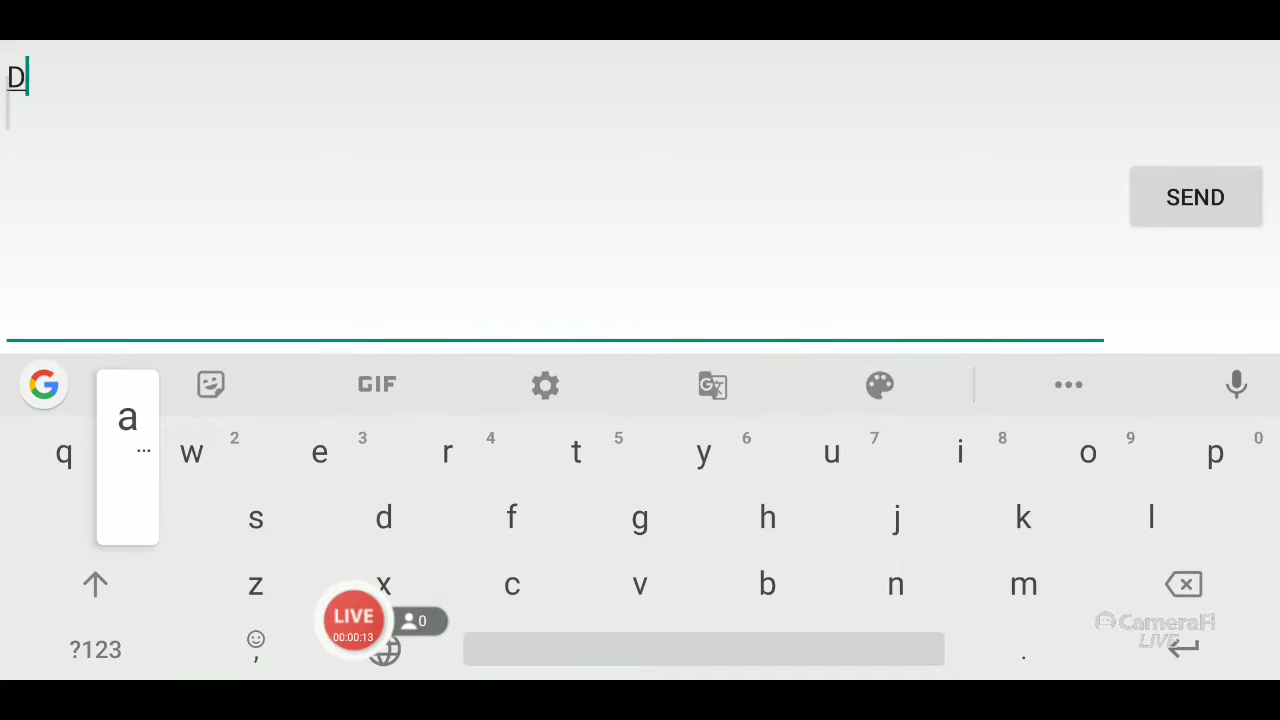 D
SEND
G GIF G
a
...
q w 2 e 3 r 4 t 5 y 6 u 7 i 8 o 9 p 0
s d f g h j k l
z x c v b n m
LIVE
00:00:13
0
CameraFi
LIVE
?123 , .